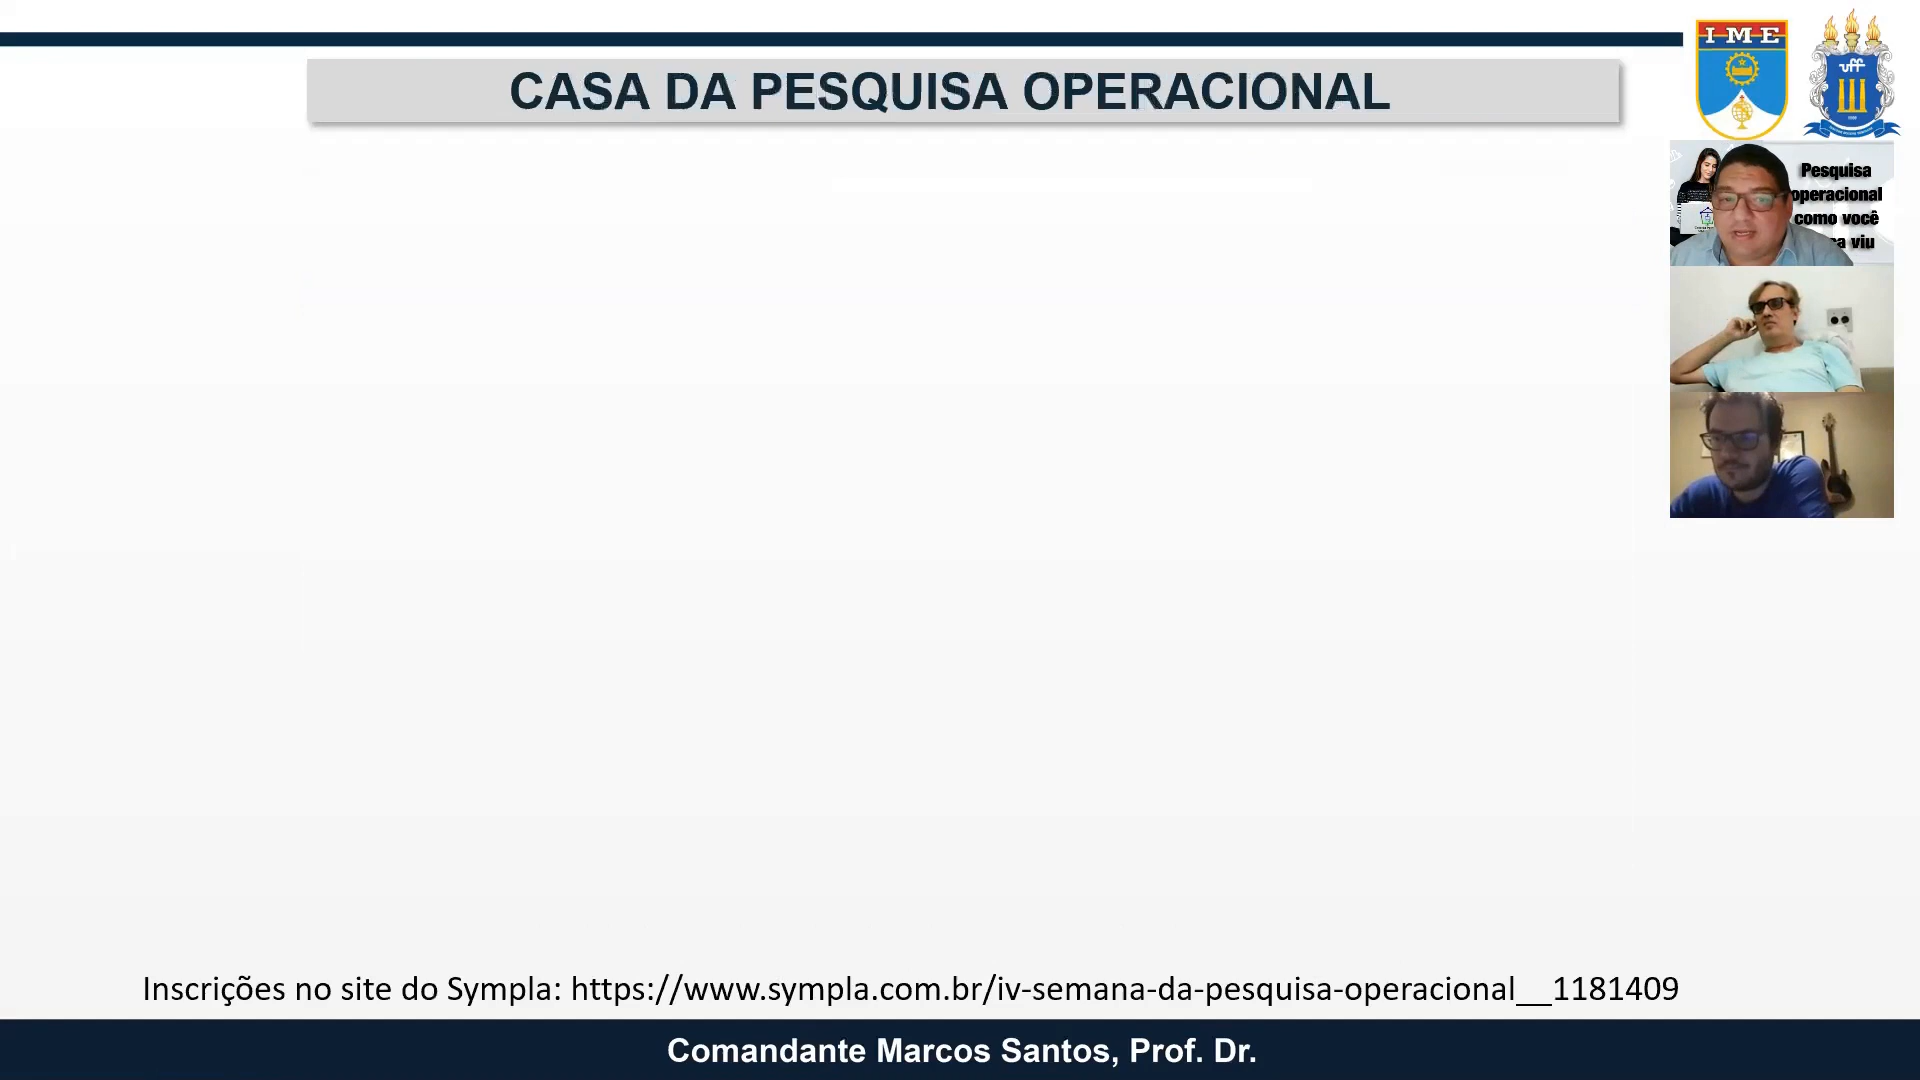 I M E
uff
CASA DA PESQUISA OPERACIONAL
Pesquisa
operacional
como você
a viu
Inscrições no site do Sympla: https://www.sympla.com.br/iv-semana-da-pesquisa-operacional__1181409
Comandante Marcos Santos, Prof. Dr.